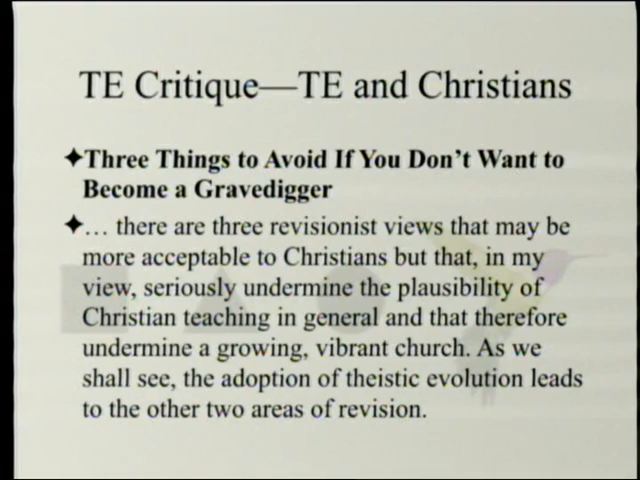 TE Critique—TE and Christians
✦Three Things to Avoid If You Don't Want to
Become a Gravedigger
✦… there are three revisionist views that may be
more acceptable to Christians but that, in my
view, seriously undermine the plausibility of
Christian teaching in general and that therefore
undermine a growing, vibrant church. As we
shall see, the adoption of theistic evolution leads
to the other two areas of revision.